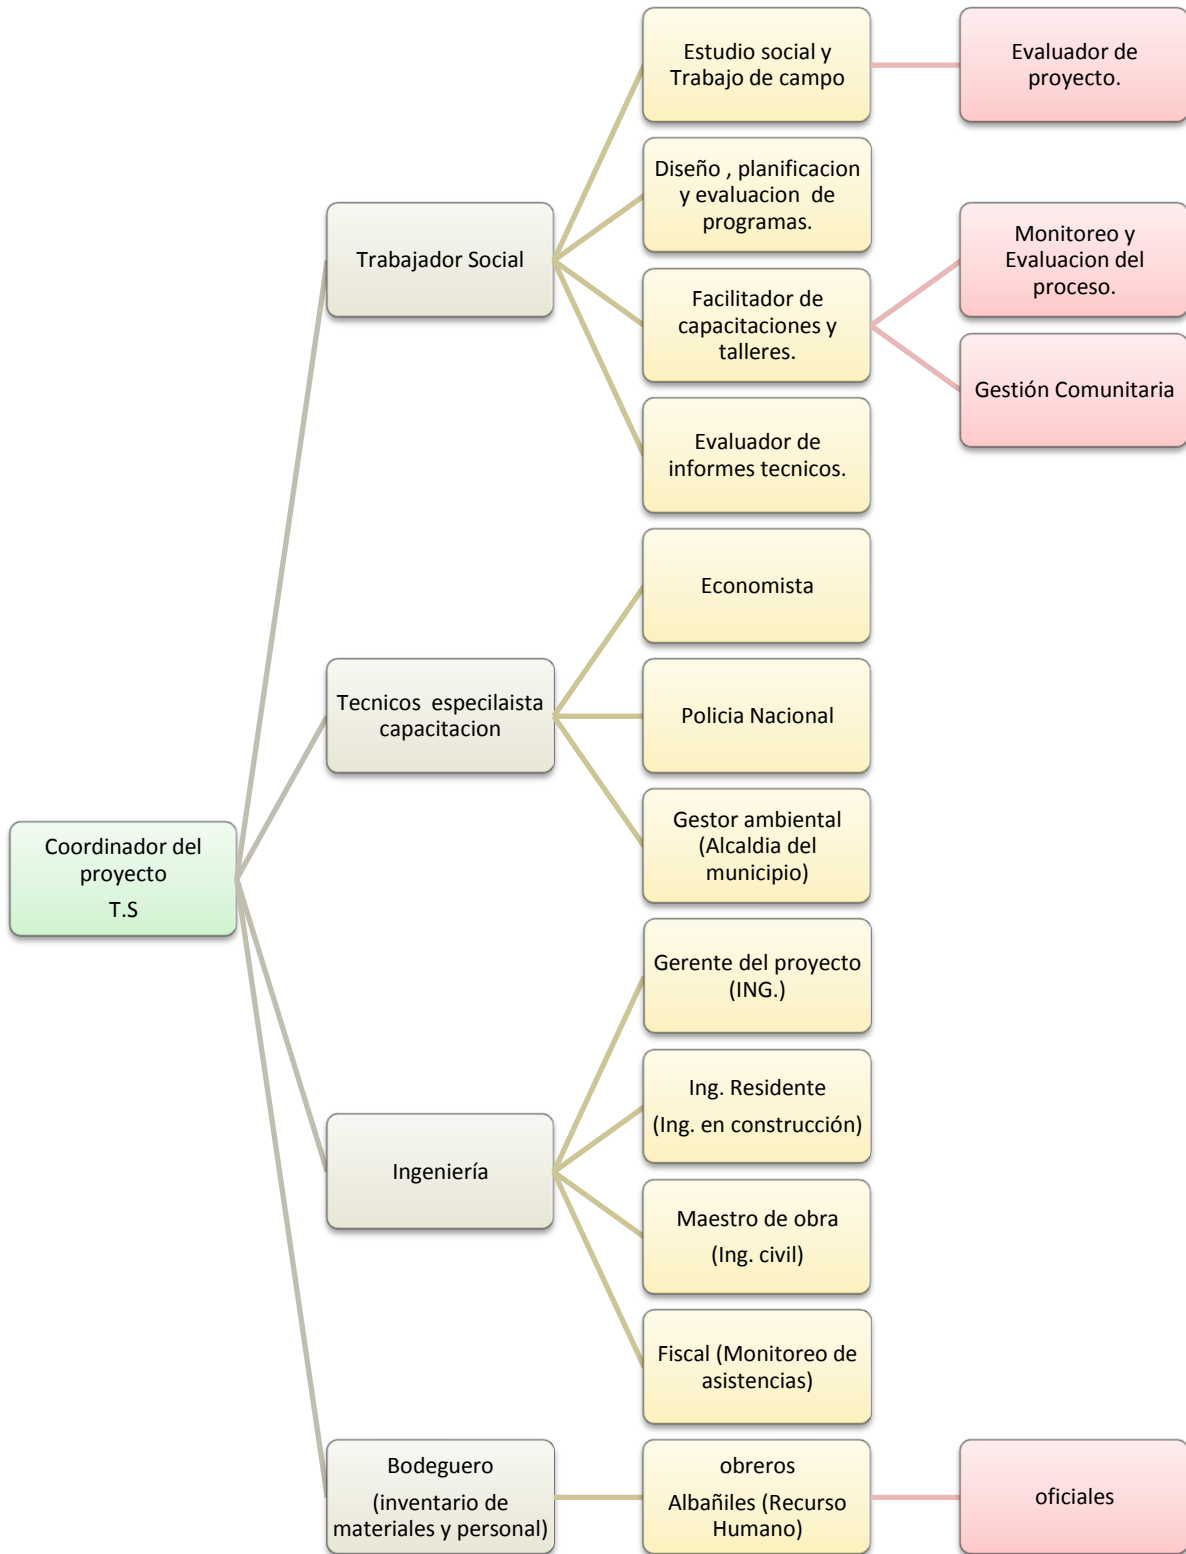 Estudio social y
Trabajo de campo
Evaluador de
proyecto.
Diseño , planificacion
y evaluacion  de
programas.
Trabajador Social
Monitoreo y
Evaluacion del
proceso.
Facilitador de
capacitaciones y
talleres.
Gestión Comunitaria
Evaluador de
informes tecnicos.
Economista
Tecnicos  especilaista
capacitacion
Policia Nacional
Gestor ambiental
(Alcaldia del
municipio)
Coordinador del
proyecto
T.S
Gerente del proyecto
(ING.)
Ing. Residente
(Ing. en construcción)
Ingeniería
Maestro de obra
(Ing. civil)
Fiscal (Monitoreo de
asistencias)
Bodeguero
(inventario de
materiales y personal)
obreros
Albañiles (Recurso
Humano)
oficiales